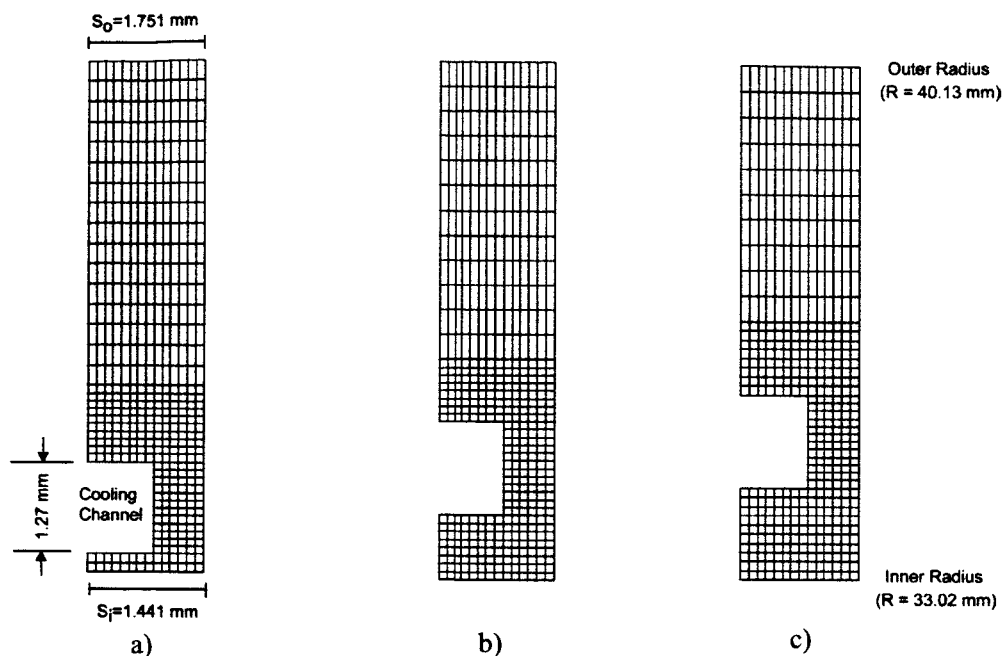 So=1.751 mm
Outer Radius
(R = 40.13 mm)
1.27 mm
Cooling
Channel
Inner Radius
(R = 33.02 mm)
Si=1.441 mm
a)
b)
c)